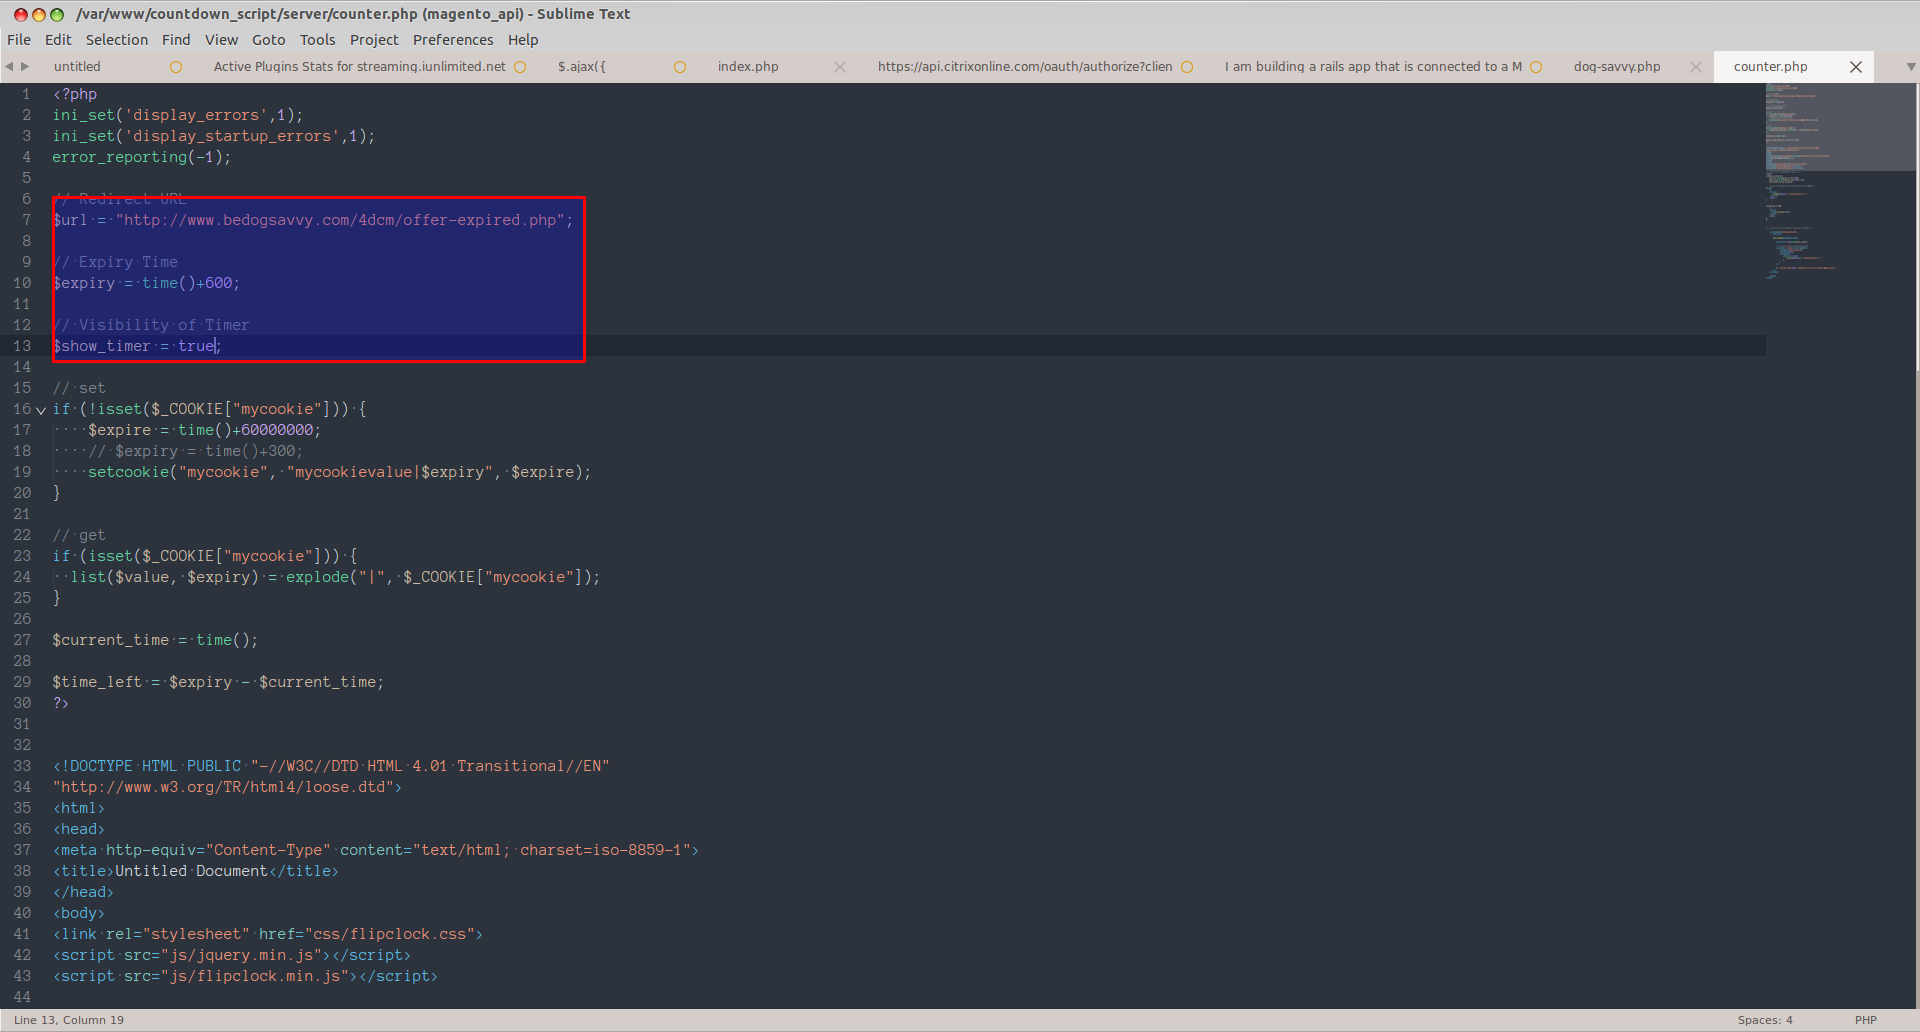 /var/www/countdown_script/server/counter.php (magento_api) - Sublime Text
File Edit Selection Find View Goto Tools Project Preferences Help
untitled Active Plugins Stats for streaming.iunlimited.net $.ajax({ index.php https://api.citrixonline.com/oauth/authorize?clien I am building a rails app that is connected to a M dog-savvy.php counter.php
1 <?php
2 ini_set('display_errors',1);
3 ini_set('display_startup_errors',1);
4 error_reporting(-1);
5
6 // Redirect URL
7 $url = "http://www.bedogsavvy.com/4dcm/offer-expired.php";
8
9 // Expiry Time
10 $expiry = time()+600;
11
12 // Visibility of Timer
13 $show_timer = true;
14
15 // set
16 if (!isset($_COOKIE["mycookie"])) {
17     $expire = time()+60000000;
18     // $expiry = time()+300;
19     setcookie("mycookie", "mycookievalue|$expiry", $expire);
20 }
21
22 // get
23 if (isset($_COOKIE["mycookie"])) {
24   list($value, $expiry) = explode("|", $_COOKIE["mycookie"]);
25 }
26
27 $current_time = time();
28
29 $time_left = $expiry - $current_time;
30 ?>
31
32
33 <!DOCTYPE HTML PUBLIC "-//W3C//DTD HTML 4.01 Transitional//EN"
34 "http://www.w3.org/TR/html4/loose.dtd">
35 <html>
36 <head>
37 <meta http-equiv="Content-Type" content="text/html; charset=iso-8859-1">
38 <title>Untitled Document</title>
39 </head>
40 <body>
41 <link rel="stylesheet" href="css/flipclock.css">
42 <script src="js/jquery.min.js"></script>
43 <script src="js/flipclock.min.js"></script>
44
Line 13, Column 19 Spaces: 4 PHP